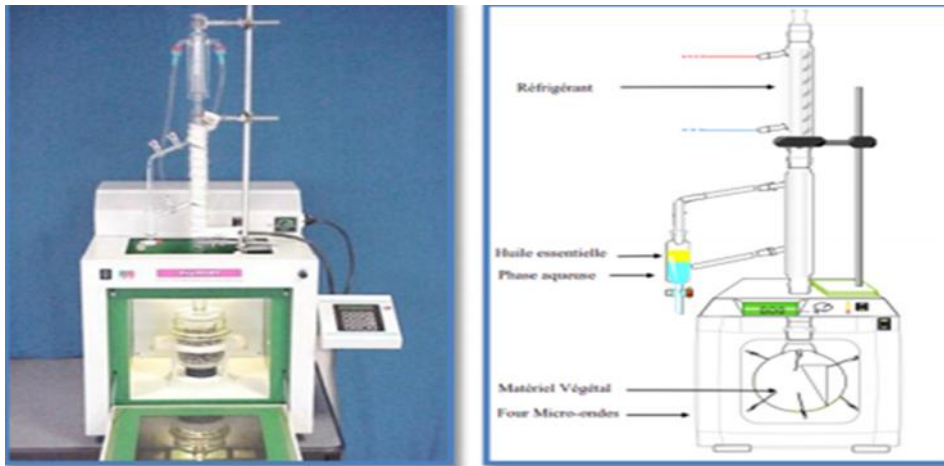 Réfrigérant
Huile essentielle
Phase aqueuse
Matériel Végétal
Four Micro-ondes